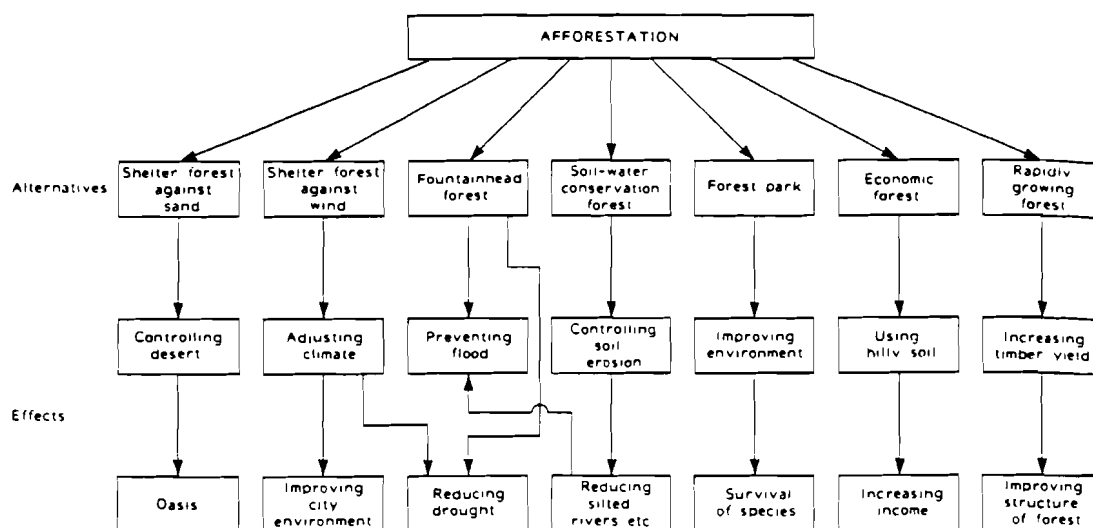 AFFORESTATION
Alternatives
Shelter forest
against
sand
Shelter forest
against
wind
Fountainhead
forest
Soil-water
conservation
forest
Forest park
Economic
forest
Rapidly
growing
forest
Controlling
desert
Adjusting
climate
Preventing
flood
Controlling
soil
erosion
Improving
environment
Using
hilly soil
Increasing
timber yield
Effects
Oasis
Improving
city
environment
Reducing
drought
Reducing
silted
rivers etc
Survival
of species
Increasing
income
Improving
structure
of forest